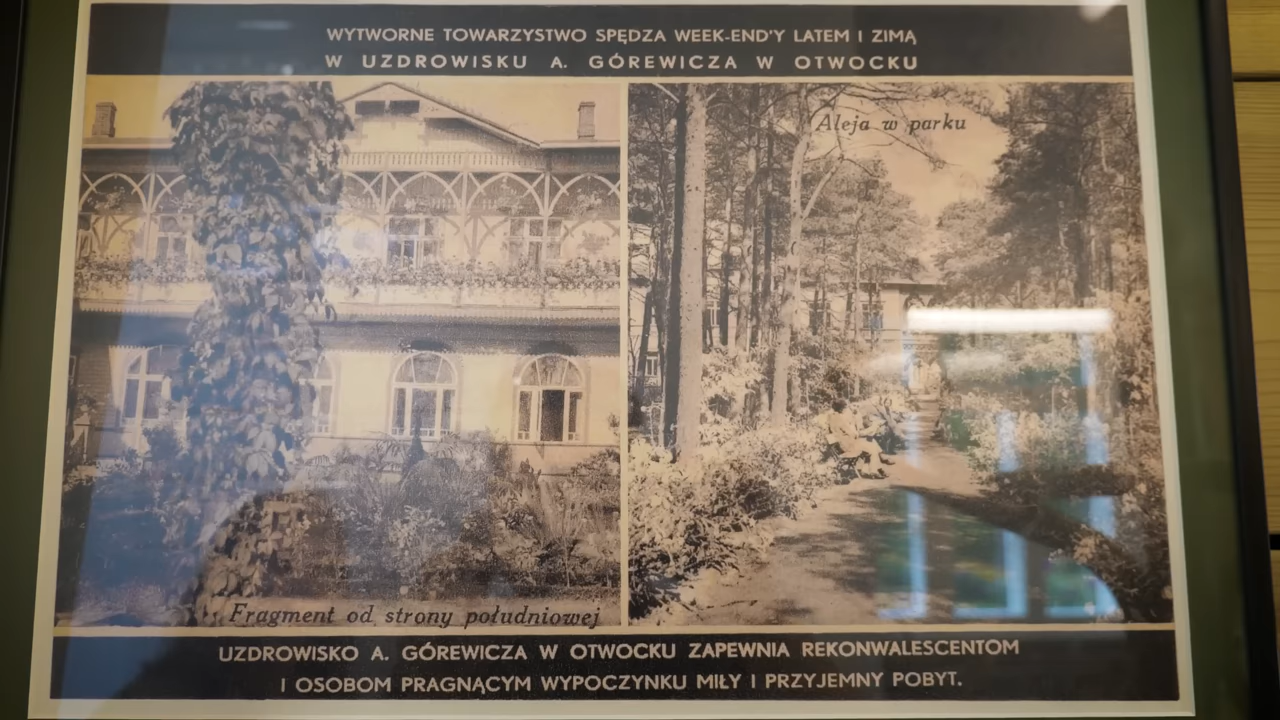 WYTWORNE TOWARZYSTWO SPĘDZA WEEK-END'Y LATEM I ZIMĄ
W UZDROWISKU A. GÓREWICZA W OTWOCKU
Aleja w parku
Fragment od strony południowej
UZDROWISKO A. GÓREWICZA W OTWOCKU ZAPEWNIA REKONWALESCENTOM
I OSOBOM PRAGNĄCYM WYPOCZYNKU MIŁY I PRZYJEMNY POBYT.